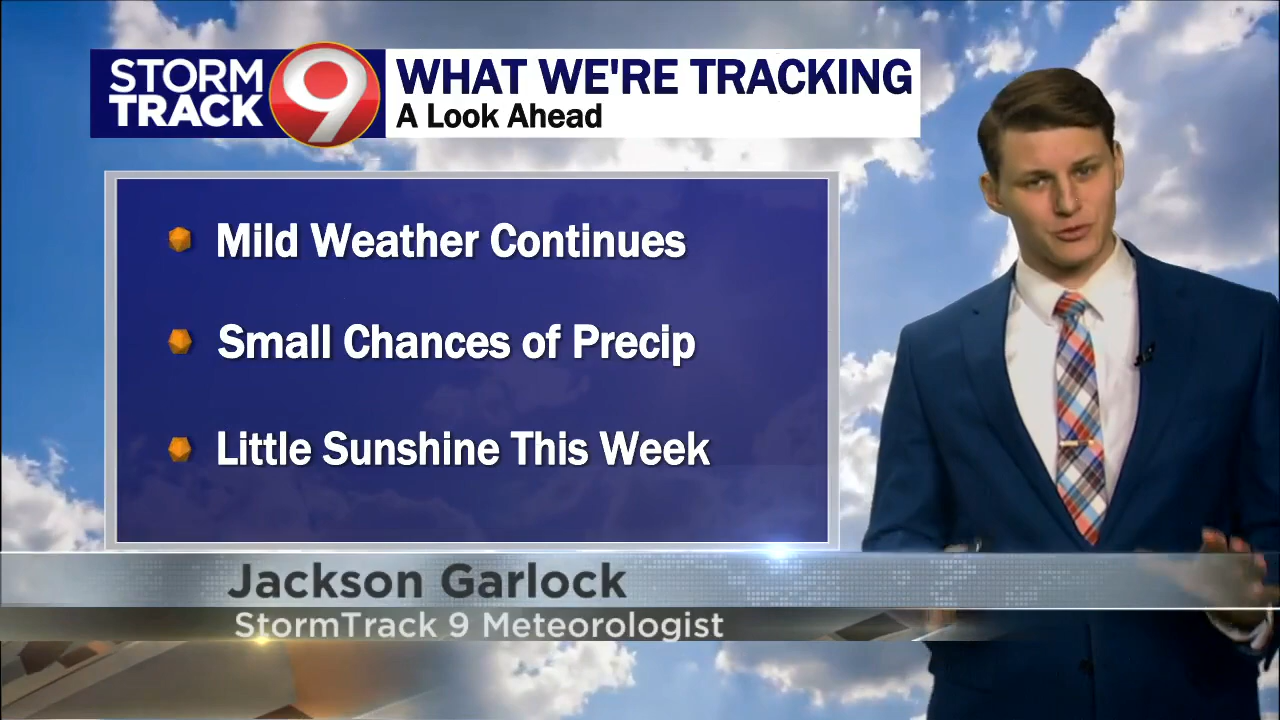 STORM TRACK 9
WHAT WE'RE TRACKING
A Look Ahead
Mild Weather Continues
Small Chances of Precip
Little Sunshine This Week
Jackson Garlock
StormTrack 9 Meteorologist